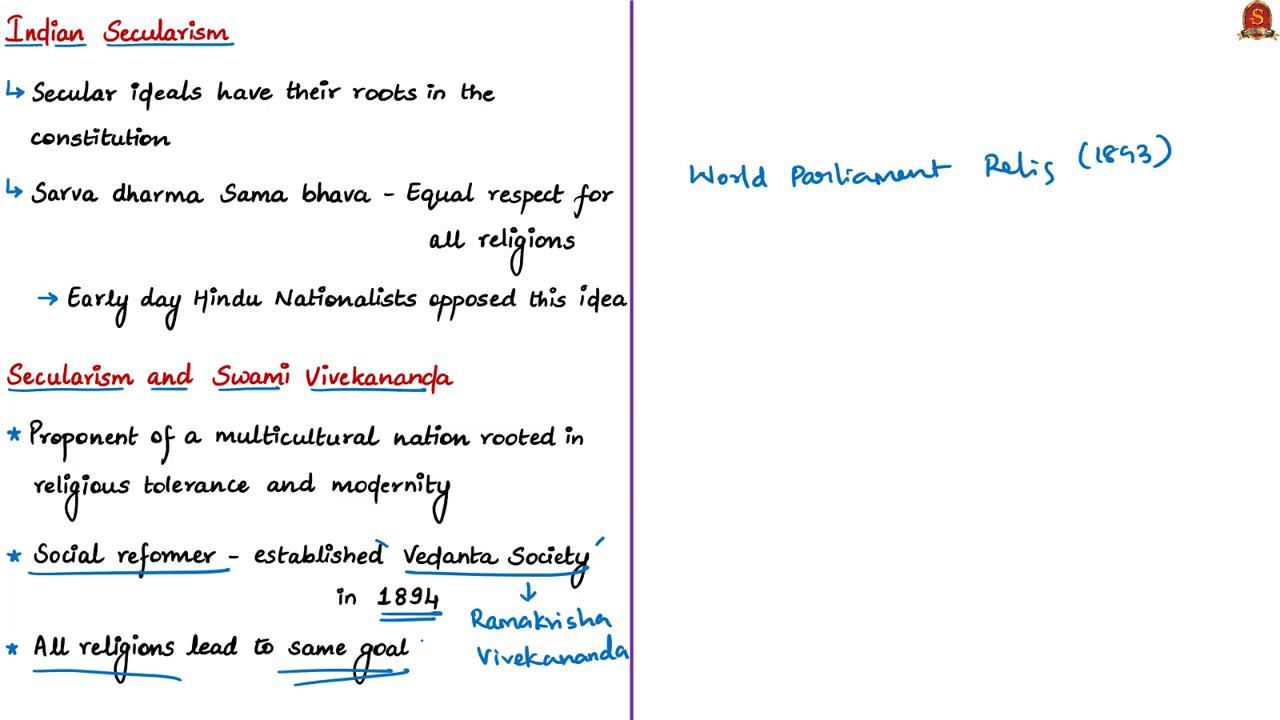 Indian Secularism
↳ Secular ideals have their roots in the
constitution
↳ Sarva dharma Sama bhava - Equal respect for
all religions
→ Early day Hindu Nationalists opposed this idea
Secularism and Swami Vivekananda
* Proponent of a multicultural nation rooted in
religious tolerance and modernity
* Social reformer - established `Vedanta Society´
in 1894
↓
Ramakrisha
Vivekananda
* All religions lead to same goal
World Parliament Relig (1893)
S